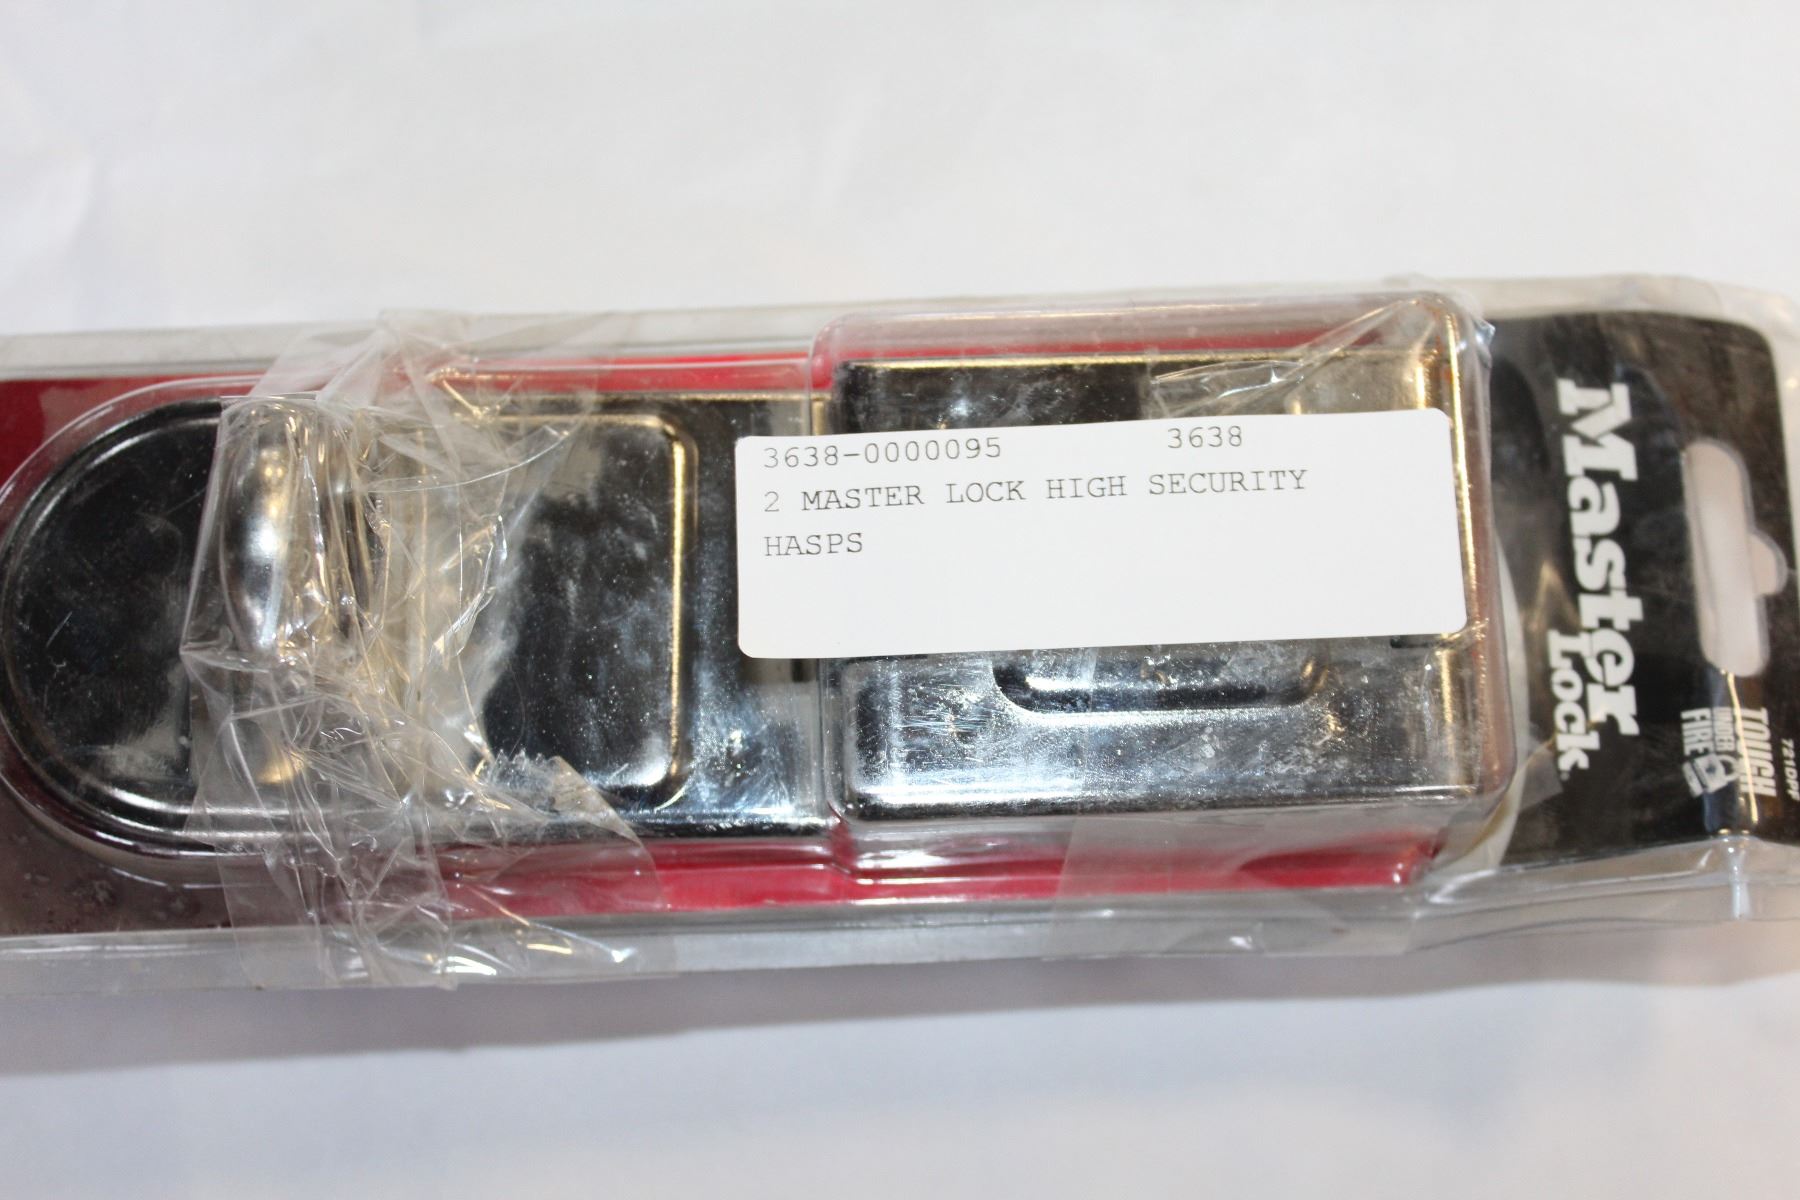 3638-0000095 3638
2 MASTER LOCK HIGH SECURITY
HASPS
Master
Lock
TOUGH
UNDER
FIRE